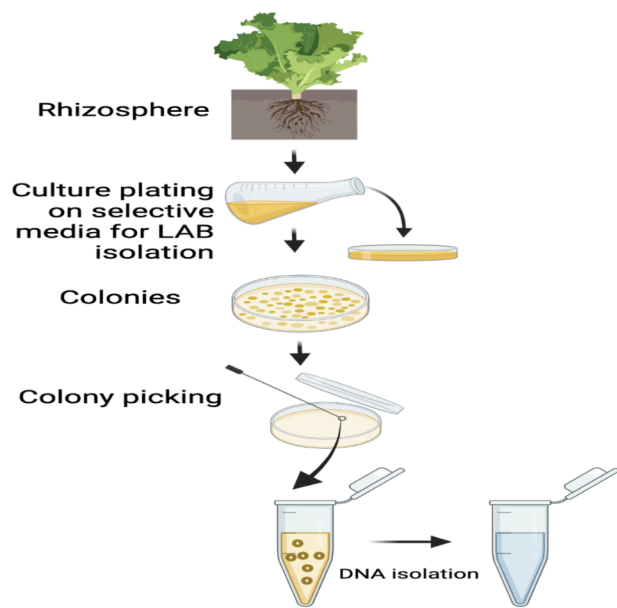 Rhizosphere
Culture plating
on selective
media for LAB
isolation
Colonies
Colony picking
DNA isolation